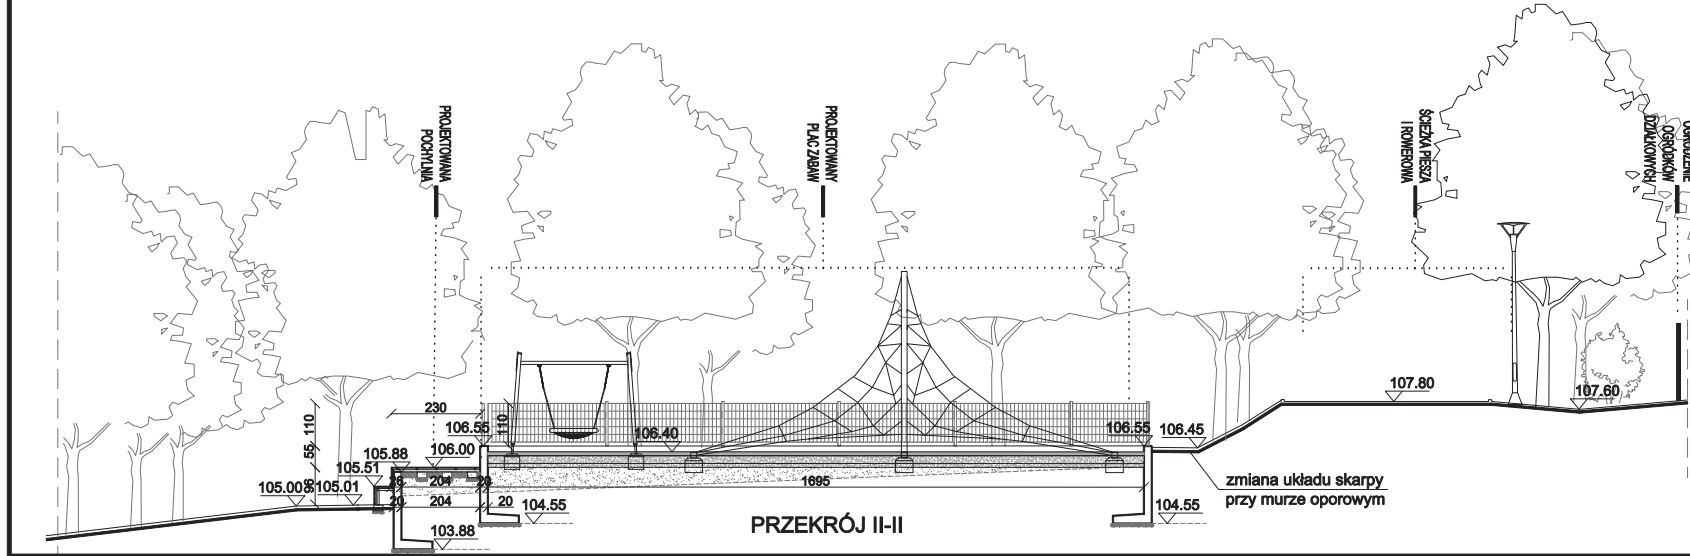 PROJEKTOWANA
POCHYLNIA
PROJEKTOWANY
PLAC ZABAW
ŚCIEŻKA PIESZA
I ROWEROWA
OGRODZENIE
OGRÓDKÓW
DZIAŁKOWYCH
107.80
107.60
230
110
110
106.55
106.40
106.55
106.45
55
105.88
106.00
105.51
105.00
105.01
204
20
1695
20
204
20
104.55
104.55
103.88
zmiana układu skarpy
przy murze oporowym
PRZEKRÓJ II-II